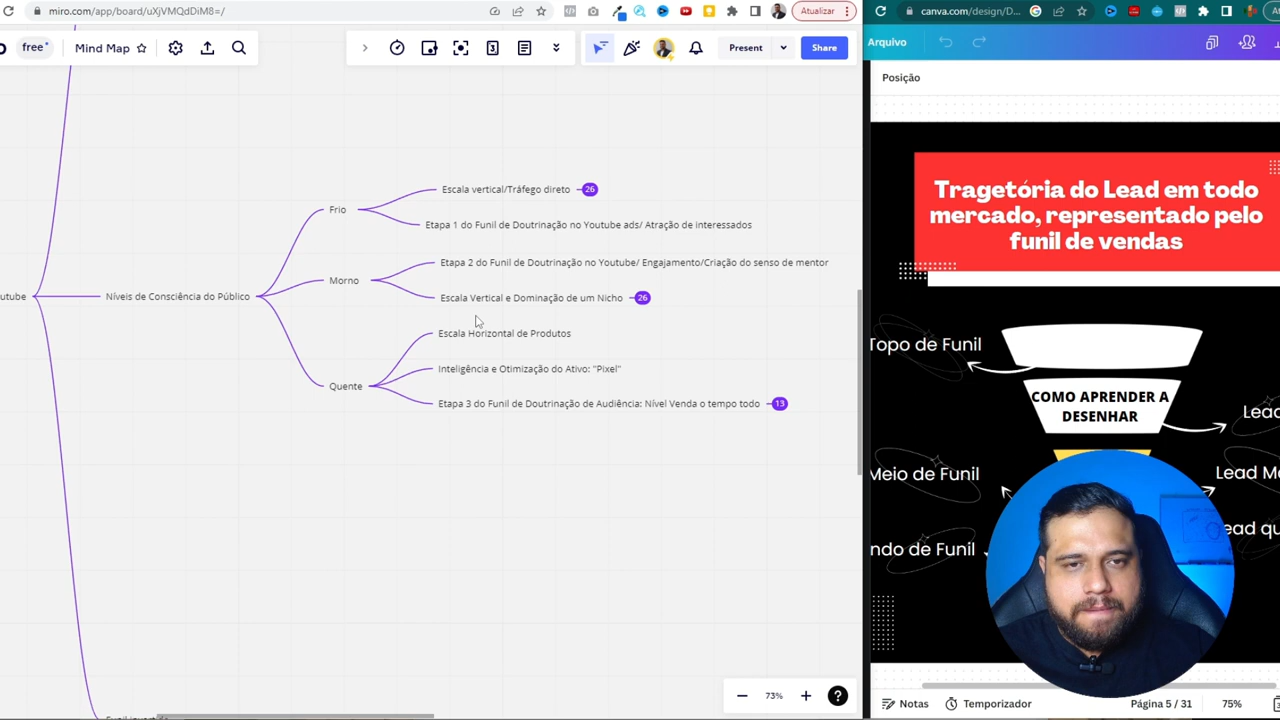 miro.com/app/board/uXjVMQdDiM8=/
Atualizar
free
Mind Map
Present
Share
Escala vertical/Tráfego direto
26
Frio
Etapa 1 do Funil de Doutrinação no Youtube ads/ Atração de interessados
Etapa 2 do Funil de Doutrinação no Youtube/ Engajamento/Criação do senso de mentor
Morno
utube
Níveis de Consciência do Público
Escala Vertical e Dominação de um Nicho
26
Escala Horizontal de Produtos
Inteligência e Otimização do Ativo: "Pixel"
Quente
Etapa 3 do Funil de Doutrinação de Audiência: Nível Venda o tempo todo
13
73%
canva.com/design/D...
Arquivo
Posição
Tragetória do Lead em todo
mercado, representado pelo
funil de vendas
Topo de Funil
COMO APRENDER A
DESENHAR
Lead
Meio de Funil
Lead M
ead qu
ndo de Funil
Notas
Temporizador
Página 5 / 31
75%